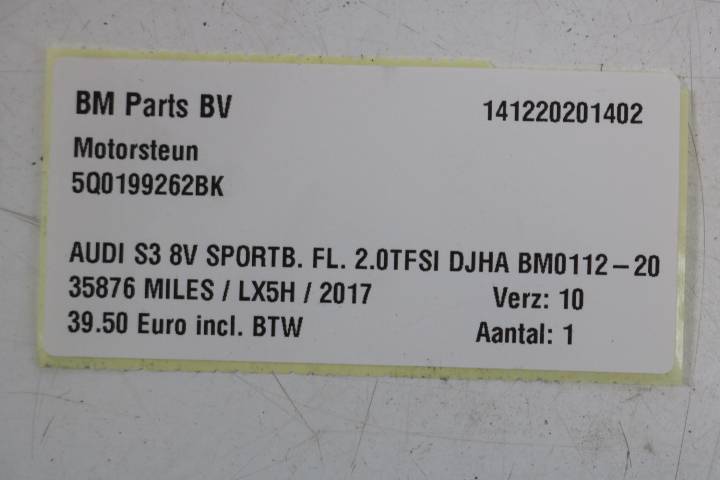 BM Parts BV 141220201402
Motorsteun
5Q0199262BK
AUDI S3 8V SPORTB. FL. 2.0TFSI DJHA BM0112-20
35876 MILES / LX5H / 2017 Verz: 10
39.50 Euro incl. BTW Aantal: 1